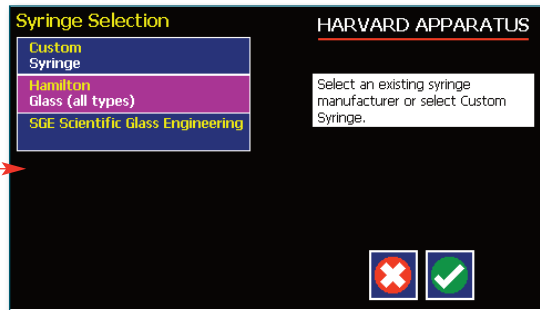 Syringe Selection
HARVARD APPARATUS
Custom
Syringe
Hamilton
Glass (all types)
SGE Scientific Glass Engineering
Select an existing syringe
manufacturer or select Custom
Syringe.